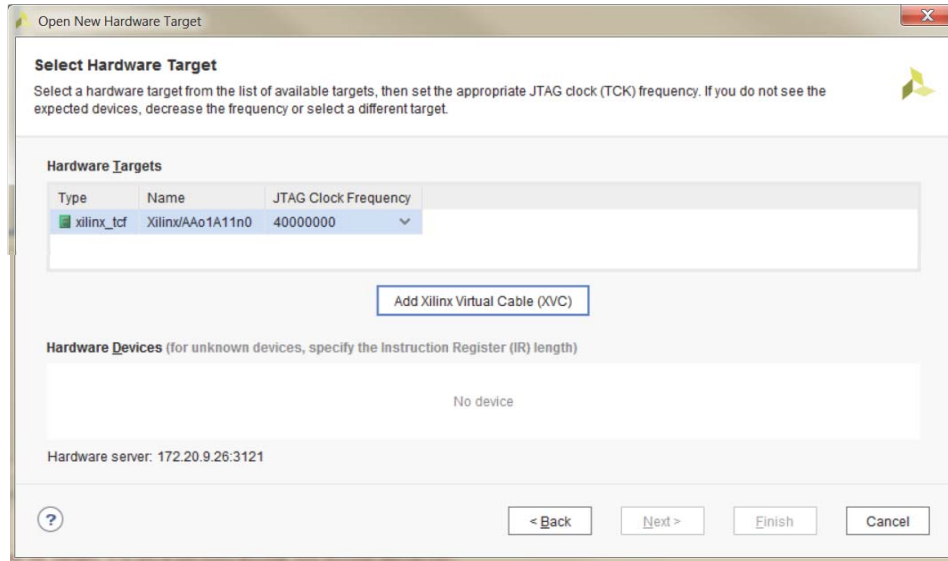 Open New Hardware Target
Select Hardware Target
Select a hardware target from the list of available targets, then set the appropriate JTAG clock (TCK) frequency. If you do not see the
expected devices, decrease the frequency or select a different target.
Hardware Targets
Type Name JTAG Clock Frequency
xilinx_tcf Xilinx/AAo1A11n0 40000000
Add Xilinx Virtual Cable (XVC)
Hardware Devices (for unknown devices, specify the Instruction Register (IR) length)
No device
Hardware server: 172.20.9.26:3121
? < Back Next > Finish Cancel